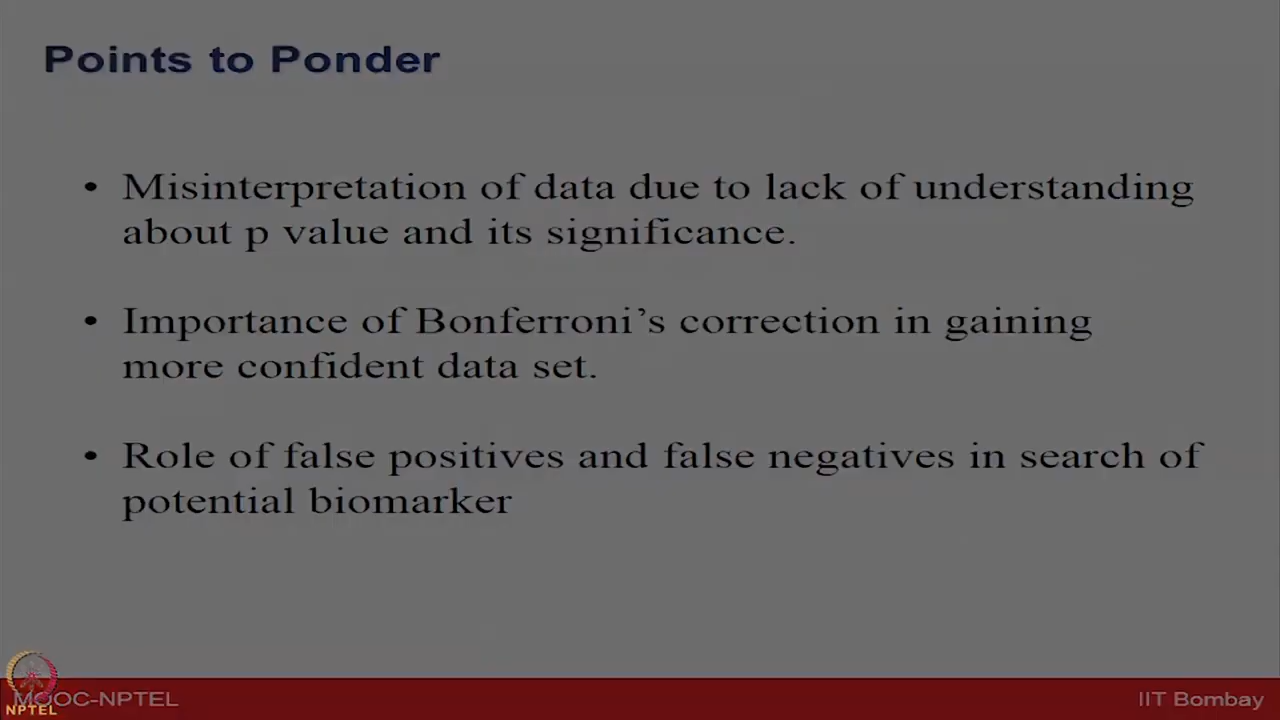 Points to Ponder
• Misinterpretation of data due to lack of understanding
about p value and its significance.
• Importance of Bonferroni’s correction in gaining
more confident data set.
• Role of false positives and false negatives in search of
potential biomarker
MOOC-NPTEL
IIT Bombay
NPTEL